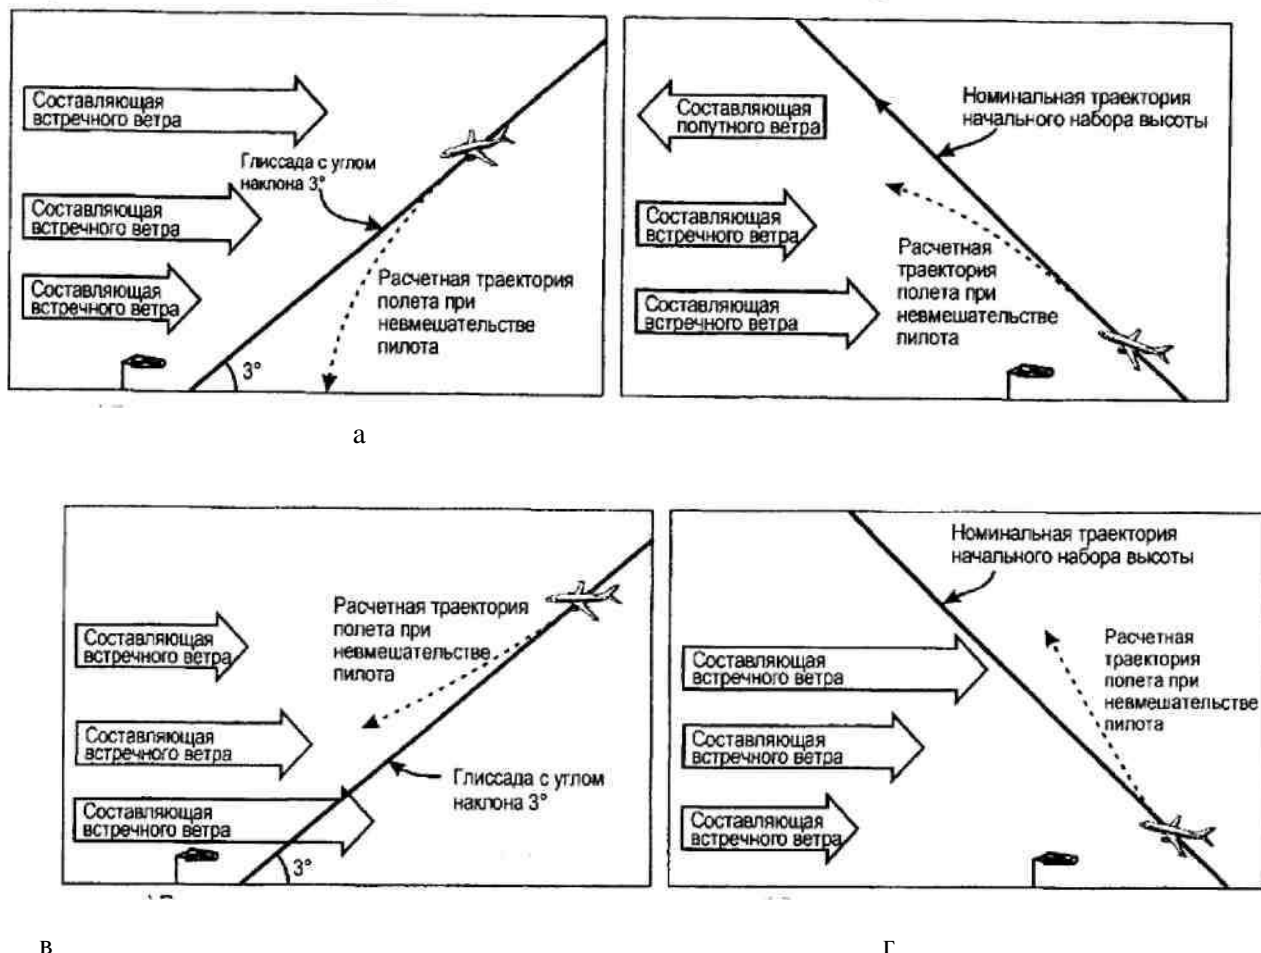 Составляющая
встречного ветра
Глиссада с углом
наклона 3°
Составляющая
встречного ветра
Составляющая
встречного ветра
Расчетная траектория
полета при
невмешательстве
пилота
3°
Составляющая
попутного ветра
Номинальная траектория
начального набора высоты
Составляющая
встречного ветра
Составляющая
встречного ветра
Расчетная
траектория
полета при
невмешательстве
пилота
а
Составляющая
встречного ветра
Расчетная траектория
полета при
невмешательстве
пилота
Составляющая
встречного ветра
Составляющая
встречного ветра
Глиссада с углом
наклона 3°
3°
Номинальная траектория
начального набора высоты
Составляющая
встречного ветра
Составляющая
встречного ветра
Составляющая
встречного ветра
Расчетная
траектория
полета при
невмешательстве
пилота
в
г